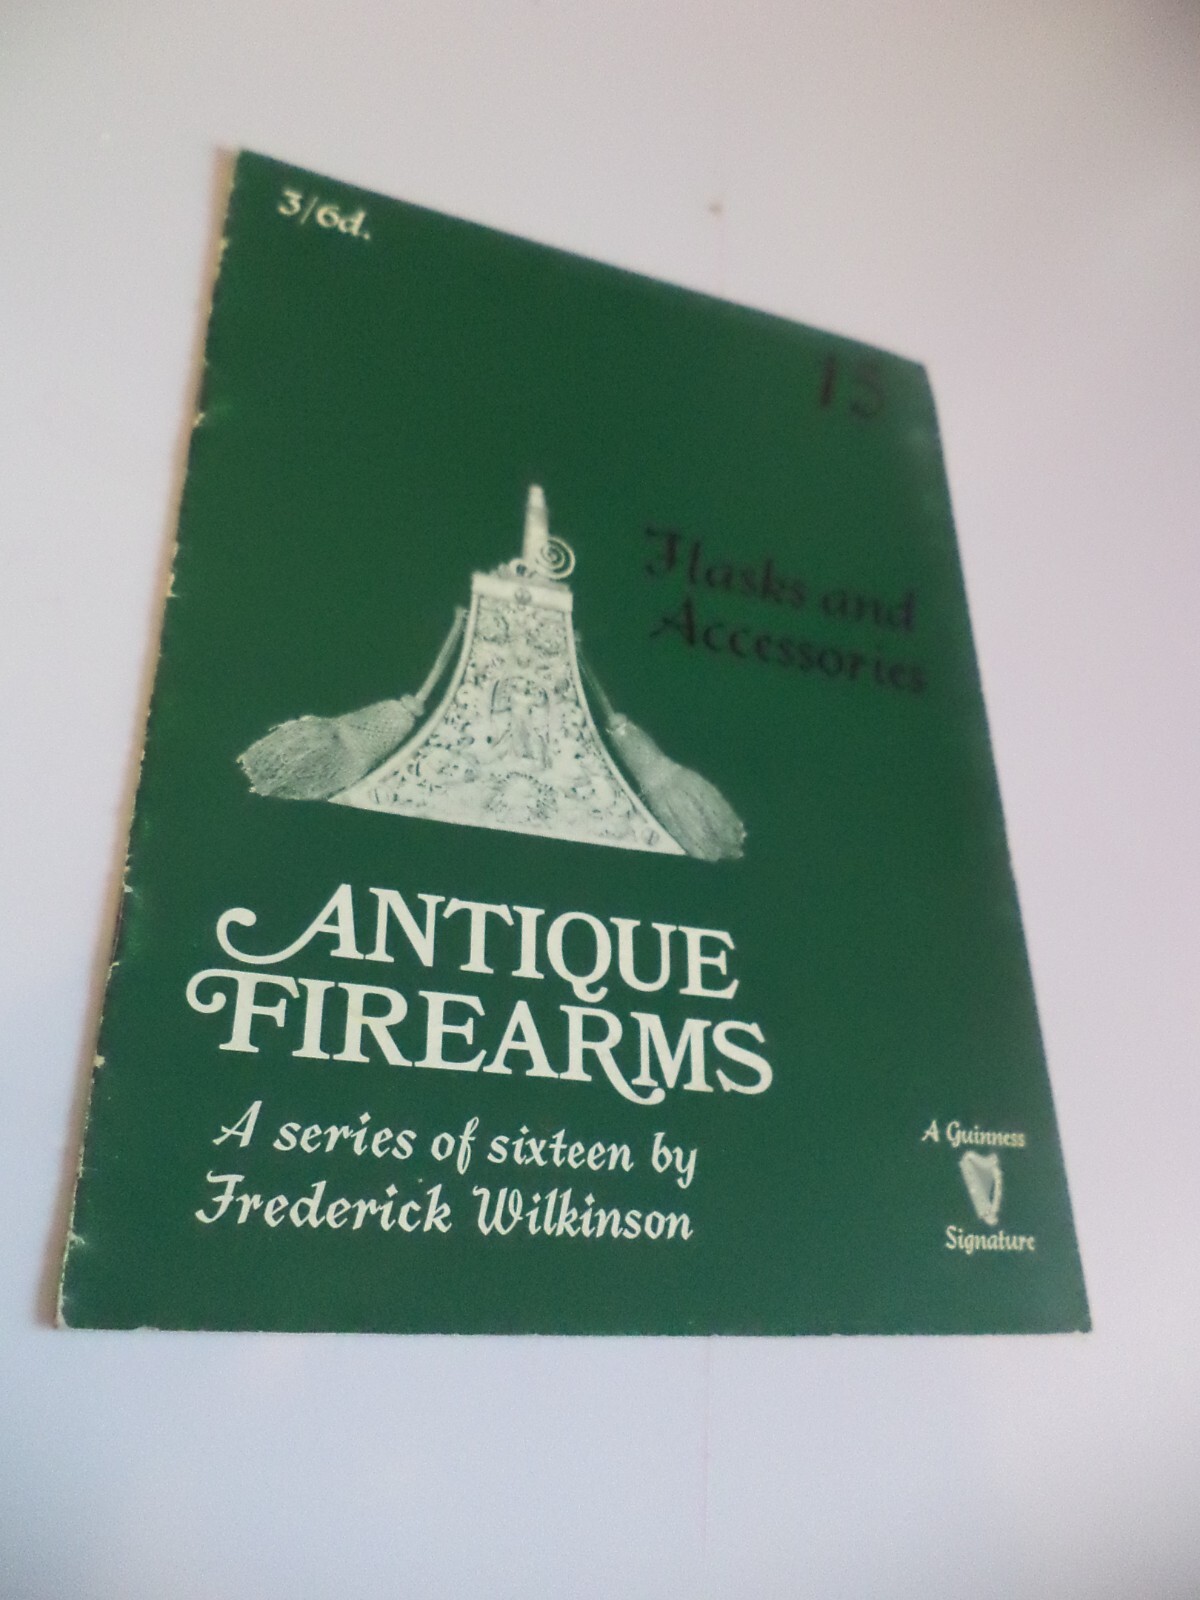 3/6d.
15
Flasks and
Accessories
ANTIQUE
FIREARMS
A series of sixteen by
Frederick Wilkinson
A Guinness
Signature